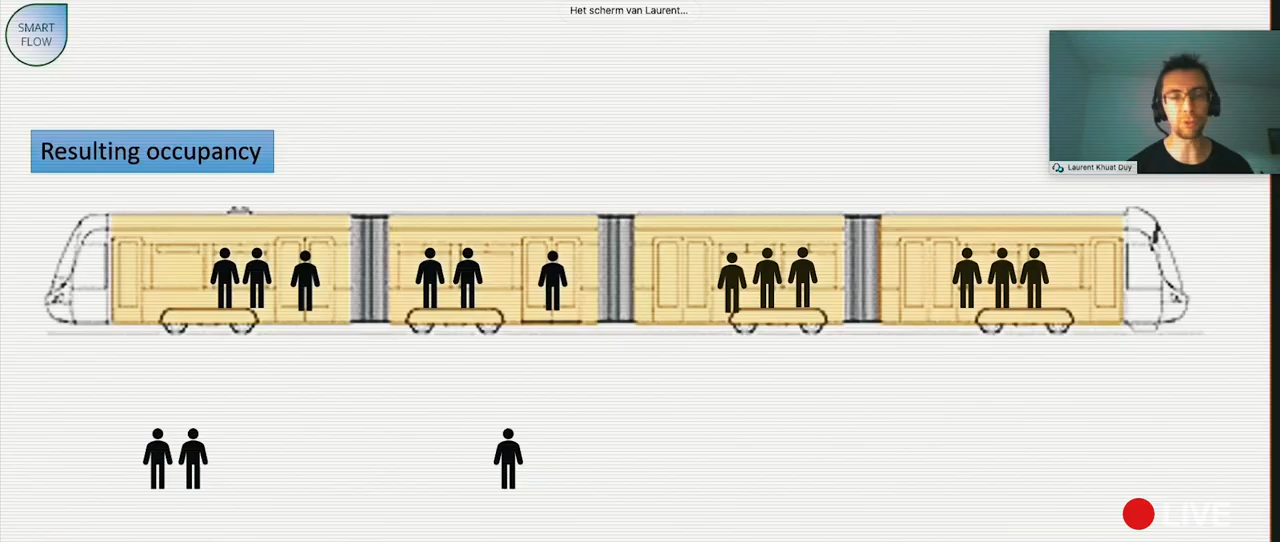 Het scherm van Laurent...
SMART
FLOW
Laurent Khuat Duy
Resulting occupancy
LIVE